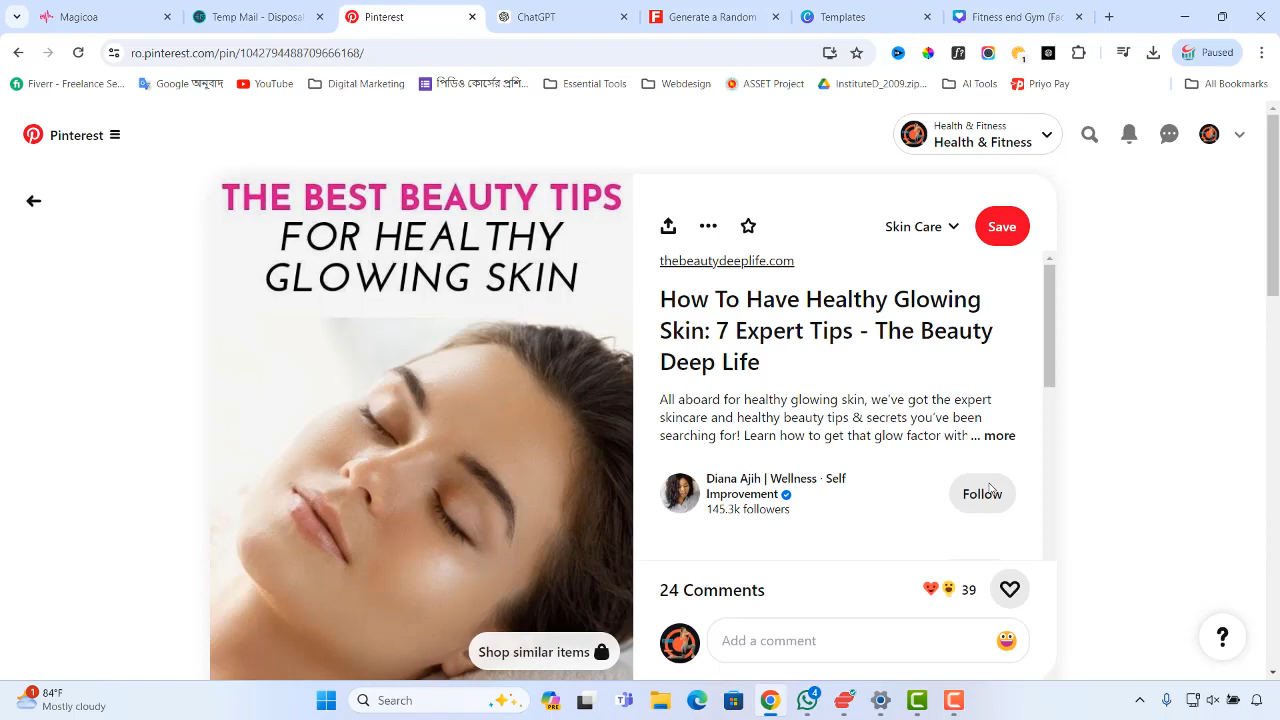 Magicor
Temp Mail - Disposal
Pinterest
ChatGPT
Generate a Random
Templates
Fitness end Gym (Fac
ro.pinterest.com/pin/1042794488709666168/
Paused
Fiverr - Freelance Se...
Google অনুবাদ
YouTube
Digital Marketing
পিডিও কোর্সের প্রশি...
Essential Tools
Webdesign
ASSET Project
InstituteD_2009.zip...
AI Tools
Priyo Pay
All Bookmarks
Pinterest
Health & Fitness
Health & Fitness
THE BEST BEAUTY TIPS
FOR HEALTHY
GLOWING SKIN
Shop similar items
Skin Care
Save
thebeautydeeplife.com
How To Have Healthy Glowing
Skin: 7 Expert Tips - The Beauty
Deep Life
All aboard for healthy glowing skin, we've got the expert
skincare and healthy beauty tips & secrets you've been
searching for! Learn how to get that glow factor with ... more
Diana Ajih | Wellness · Self
Improvement
145.3k followers
Follow
24 Comments
39
Add a comment
?
1
84°F
Mostly cloudy
Search
4